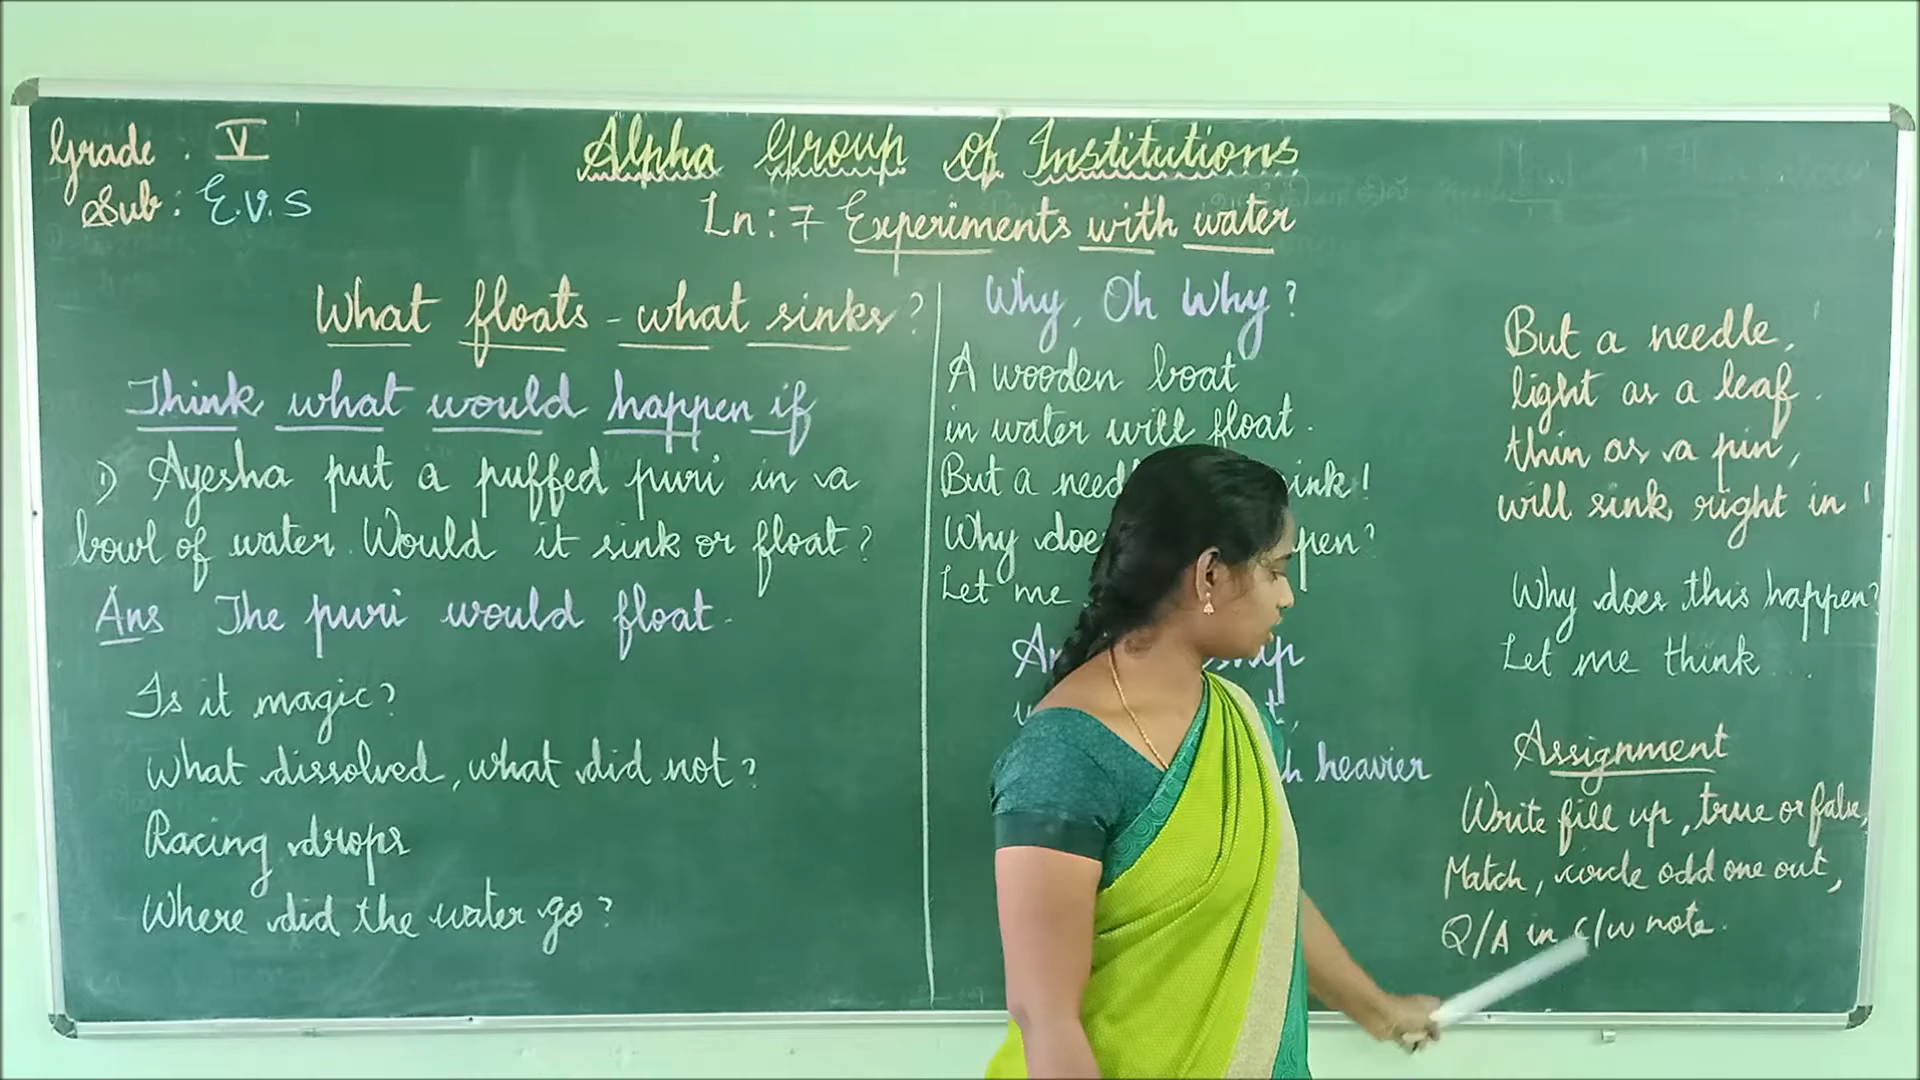 Grade : V
Sub : E.V.S
Alpha Group of Institutions
Ln : 7 Experiments with water
What floats - what sinks ?
Think what would happen if
1) Ayesha put a puffed puri in a
bowl of water. Would it sink or float ?
Ans The puri would float.
Is it magic ?
What dissolved, what did not ?
Racing drops
Where did the water go ?
Why, Oh Why ?
A wooden boat
in water will float.
But a
Why
Let me
heavier
But a needle,
light as a leaf.
thin as a pin,
will sink right in !
Why does this happen ?
Let me think
Assignment
Write fill up, true or false,
Match, circle odd one out,
Q/A in c/w note.